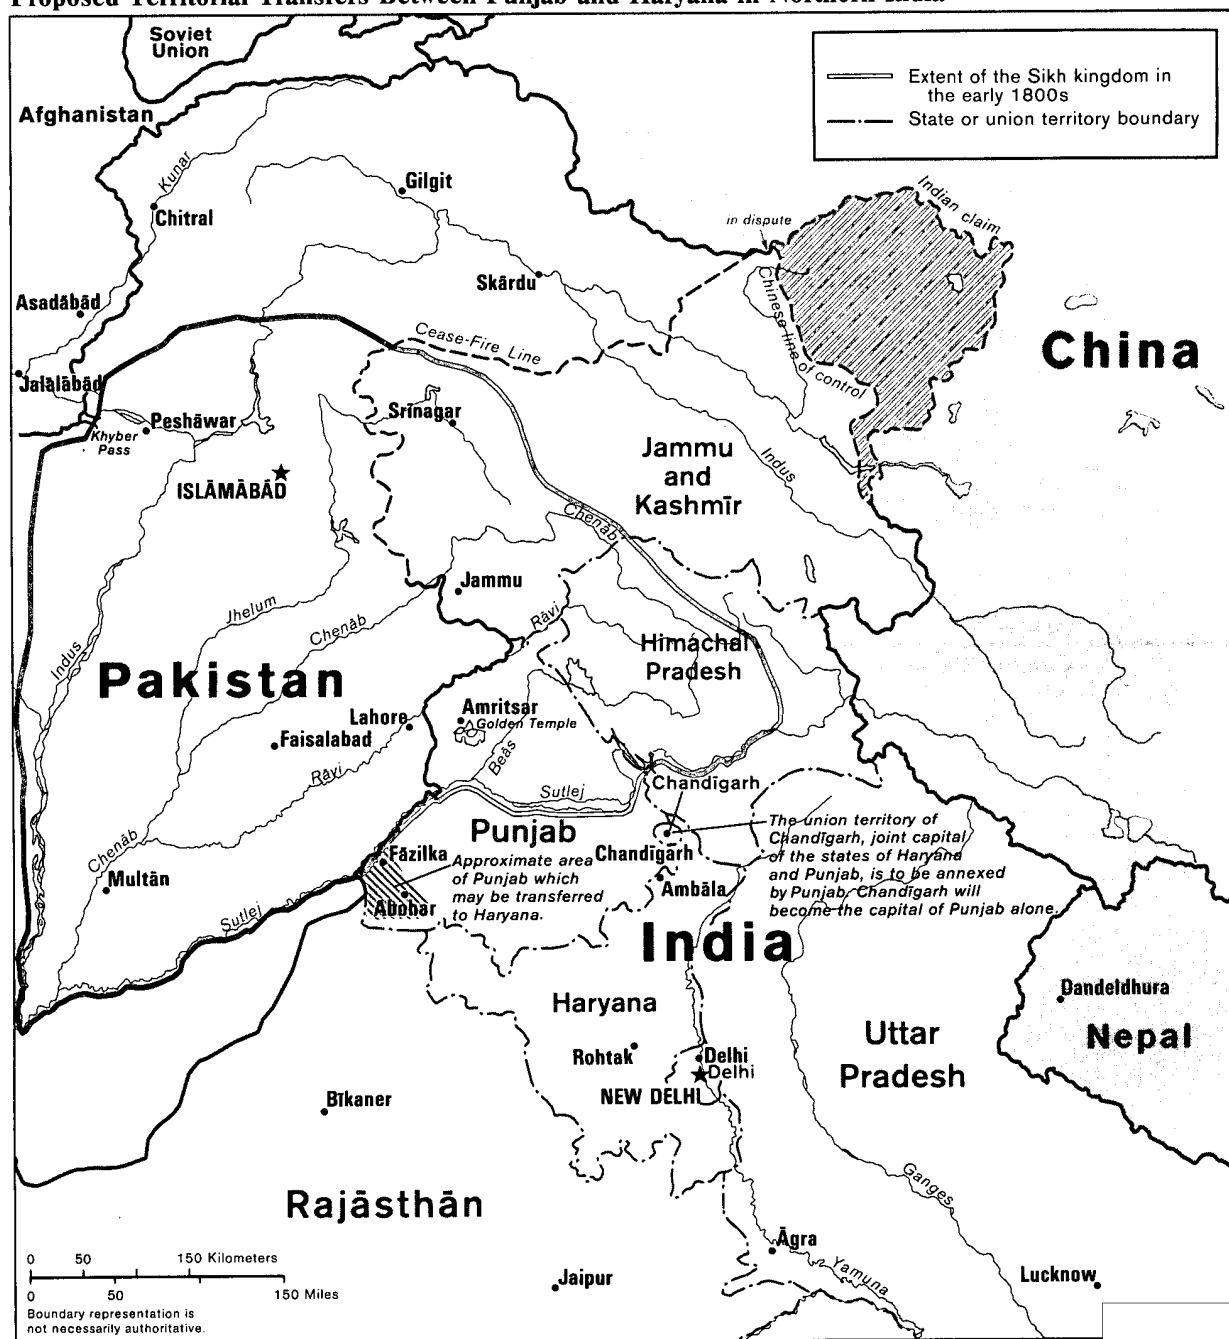 Proposed Territorial Transfers Between Punjab and Haryana in Northern India
Soviet
Union
Extent of the Sikh kingdom in
the early 1800s
State or union territory boundary
Afghanistan
Kunar
Gilgit
Chitral
Indian claim
in dispute
Skārdu
Asadābād
Chinese line of control
China
Cease-Fire Line
Jalālābād
Srīnagar
Peshāwar
Khyber
Pass
Jammu
and
Kashmīr
Indus
ISLĀMĀBĀD
Chenāb
Jammu
Jhelum
Chenāb
Rāvi
Indus
Himāchal
Pradesh
Pakistan
Lahore
Amritsar
Golden Temple
Faisalabad
Rāvi
Beās
Sutlej
Chandīgarh
Punjab
The union territory of
Chandīgarh, joint capital
of the states of Haryana
and Punjab, is to be annexed
by Punjab. Chandīgarh will
become the capital of Punjab alone.
Chenāb
Fāzilka
Approximate area
of Punjab which
may be transferred
to Haryana.
Chandīgarh
Ambāla
Multān
Abohar
Sutlej
India
Haryana
Dandeldhura
Nepal
Uttar
Pradesh
Rohtak
Delhi
Delhi
NEW DELHI
Bīkaner
Ganges
Rajāsthān
Āgra
Yamuna
Lucknow
Jaipur
0 50 150 Kilometers
0 50 150 Miles
Boundary representation is
not necessarily authoritative.